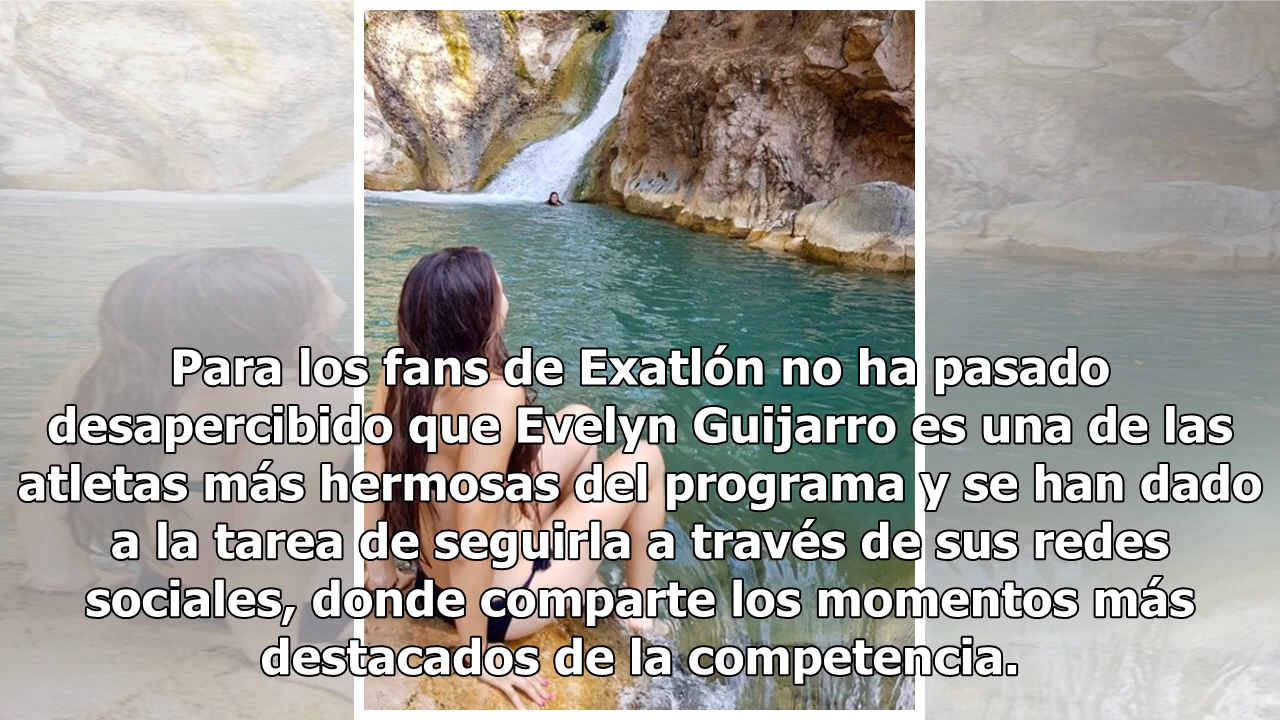 Para los fans de Exatlón no ha pasado
desapercibido que Evelyn Guijarro es una de las
atletas más hermosas del programa y se han dado
a la tarea de seguirla a través de sus redes
sociales, donde comparte los momentos más
destacados de la competencia.